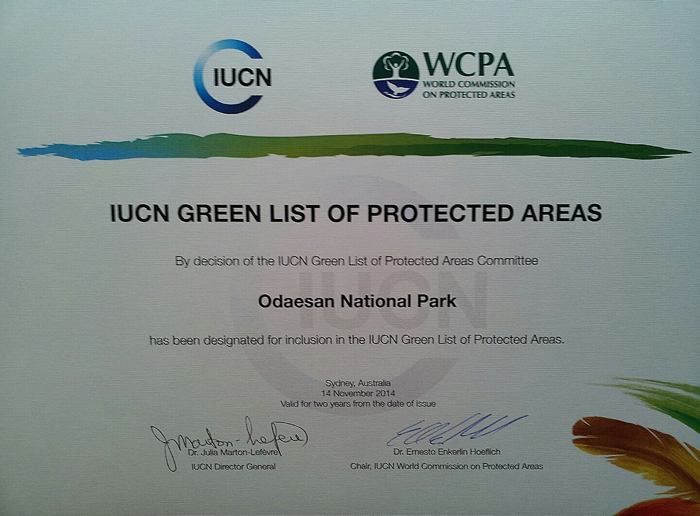 IUCN
WCPA
WORLD COMMISSION
ON PROTECTED AREAS
IUCN GREEN LIST OF PROTECTED AREAS
By decision of the IUCN Green List of Protected Areas Committee
Odaesan National Park
IUCN
has been designated for inclusion in the IUCN Green List of Protected Areas.
Sydney, Australia
14 November 2014
Valid for two years from the date of issue
J Marton-Lefèvre
Dr. Julia Marton-Lefèvre
IUCN Director General
Dr. Ernesto Enkerlin Hoeflich
Chair, IUCN World Commission on Protected Areas